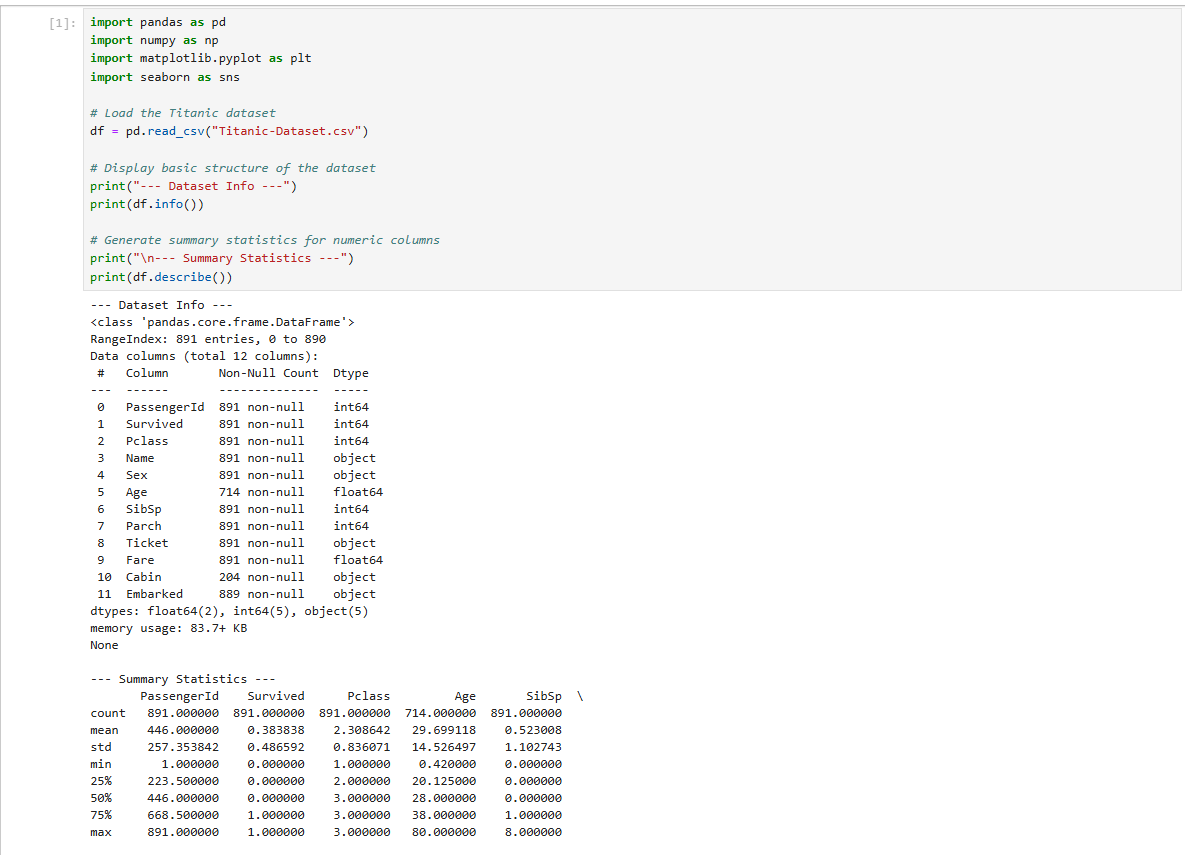 [1]:
import pandas as pd
import numpy as np
import matplotlib.pyplot as plt
import seaborn as sns
# Load the Titanic dataset
df = pd.read_csv("Titanic-Dataset.csv")
# Display basic structure of the dataset
print("--- Dataset Info ---")
print(df.info())
# Generate summary statistics for numeric columns
print("\n--- Summary Statistics ---")
print(df.describe())
--- Dataset Info ---
<class 'pandas.core.frame.DataFrame'>
RangeIndex: 891 entries, 0 to 890
Data columns (total 12 columns):
 #   Column       Non-Null Count  Dtype
---  ------       --------------  -----
 0   PassengerId  891 non-null    int64
 1   Survived     891 non-null    int64
 2   Pclass       891 non-null    int64
 3   Name         891 non-null    object
 4   Sex          891 non-null    object
 5   Age          714 non-null    float64
 6   SibSp        891 non-null    int64
 7   Parch        891 non-null    int64
 8   Ticket       891 non-null    object
 9   Fare         891 non-null    float64
 10  Cabin        204 non-null    object
 11  Embarked     889 non-null    object
dtypes: float64(2), int64(5), object(5)
memory usage: 83.7+ KB
None
--- Summary Statistics ---
       PassengerId    Survived      Pclass         Age       SibSp  \
count   891.000000  891.000000  891.000000  714.000000  891.000000
mean    446.000000    0.383838    2.308642   29.699118    0.523008
std     257.353842    0.486592    0.836071   14.526497    1.102743
min       1.000000    0.000000    1.000000    0.420000    0.000000
25%     223.500000    0.000000    2.000000   20.125000    0.000000
50%     446.000000    0.000000    3.000000   28.000000    0.000000
75%     668.500000    1.000000    3.000000   38.000000    1.000000
max     891.000000    1.000000    3.000000   80.000000    8.000000